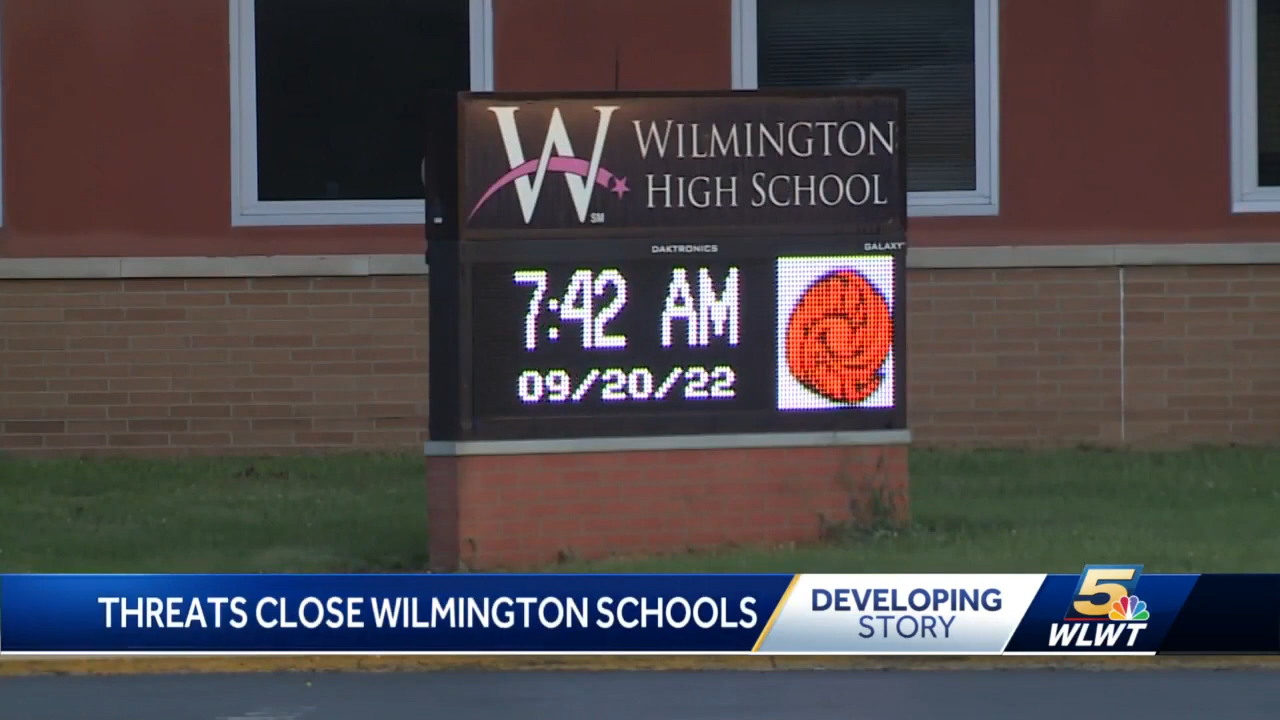 W
SM
WILMINGTON
HIGH SCHOOL
DAKTRONICS
GALAXY
7:42 AM
09/20/22
THREATS CLOSE WILMINGTON SCHOOLS
DEVELOPING
STORY
5
WLWT